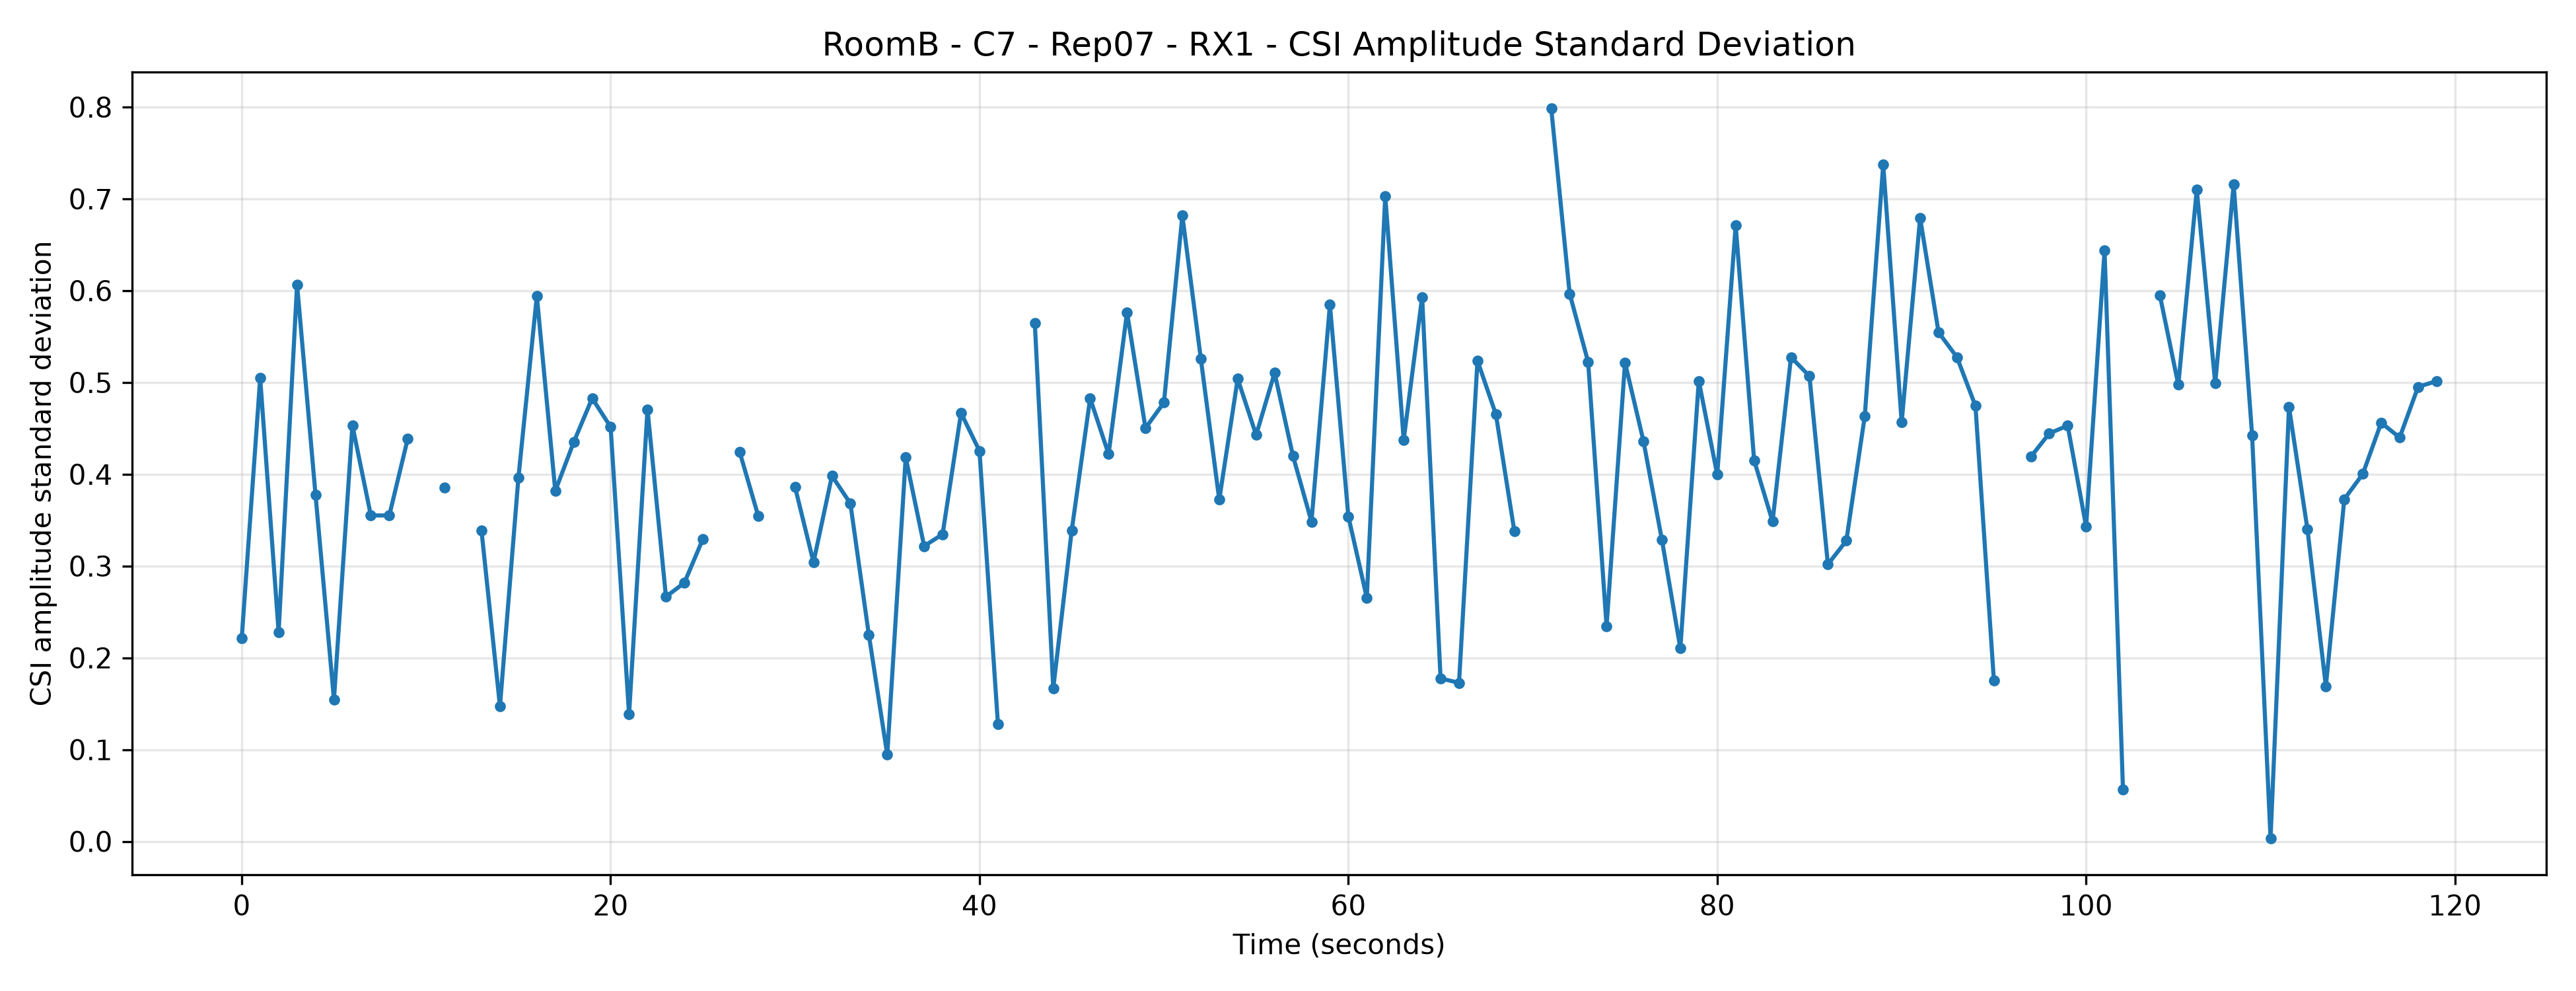 RoomB - C7 - Rep07 - RX1 - CSI Amplitude Standard Deviation
CSI amplitude standard deviation
0.8
0.7
0.6
0.5
0.4
0.3
0.2
0.1
0.0
0 20 40 60 80 100 120
Time (seconds)